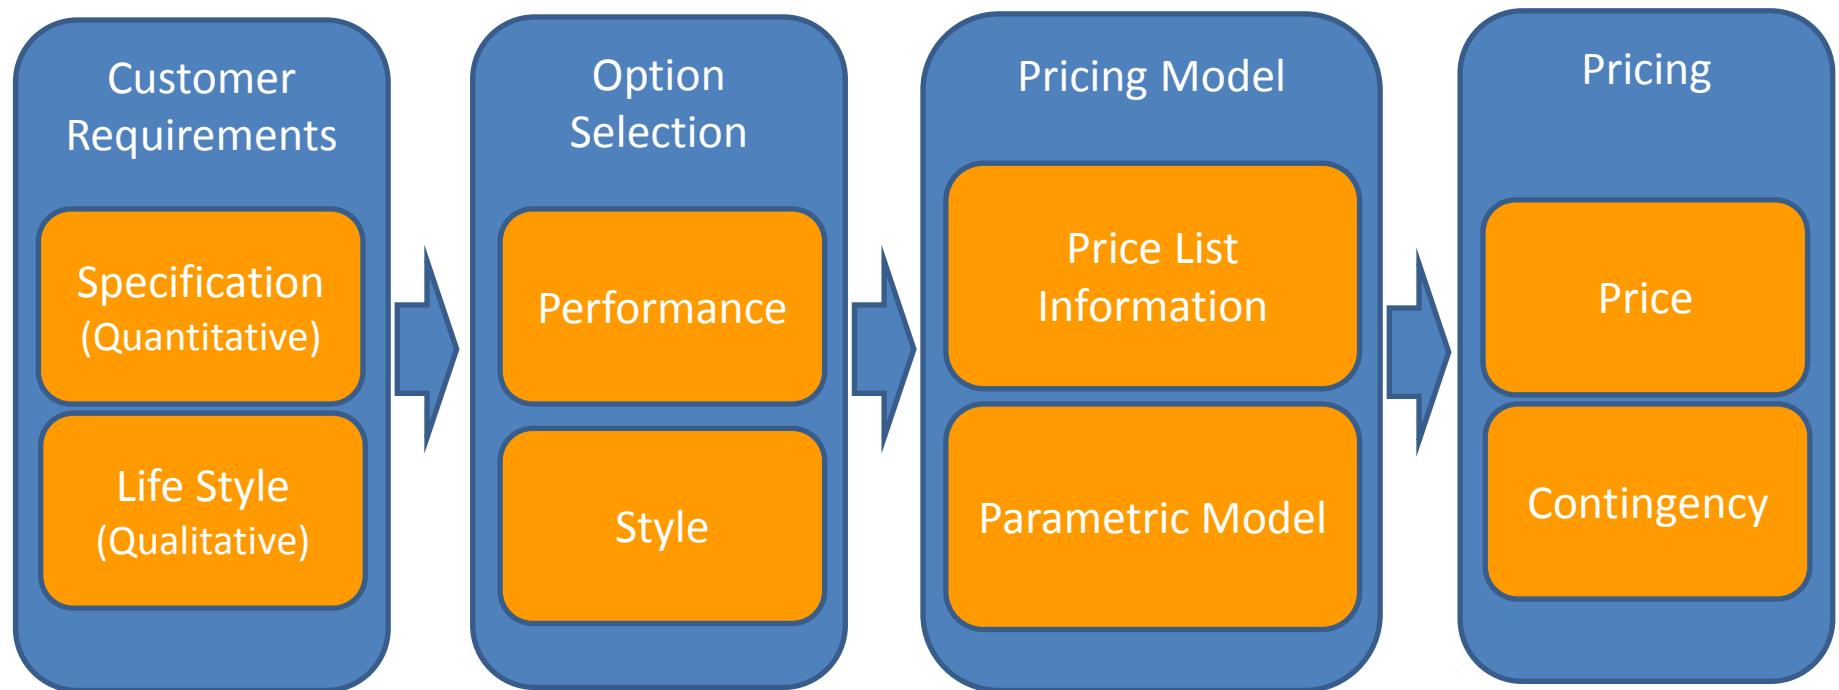 Customer
Requirements
Specification
(Quantitative)
Life Style
(Qualitative)
Option
Selection
Performance
Style
Pricing Model
Price List
Information
Parametric Model
Pricing
Price
Contingency